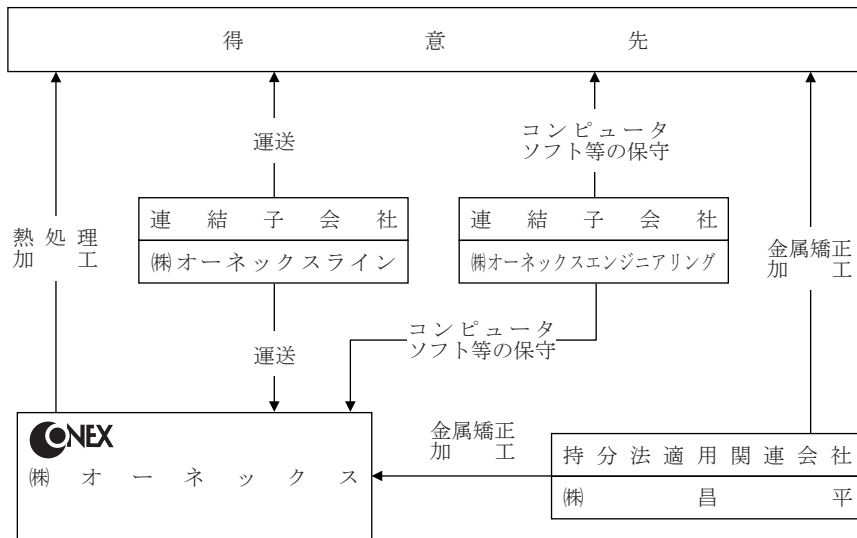 得意先
運送
コンピュータ
ソフト等の保守
連結子会社
㈱オーネックスライン
連結子会社
㈱オーネックスエンジニアリング
熱処理
加工
金属矯正
加工
運送
コンピュータ
ソフト等の保守
ONEX
㈱オーネックス
金属矯正
加工
持分法適用関連会社
㈱昌平